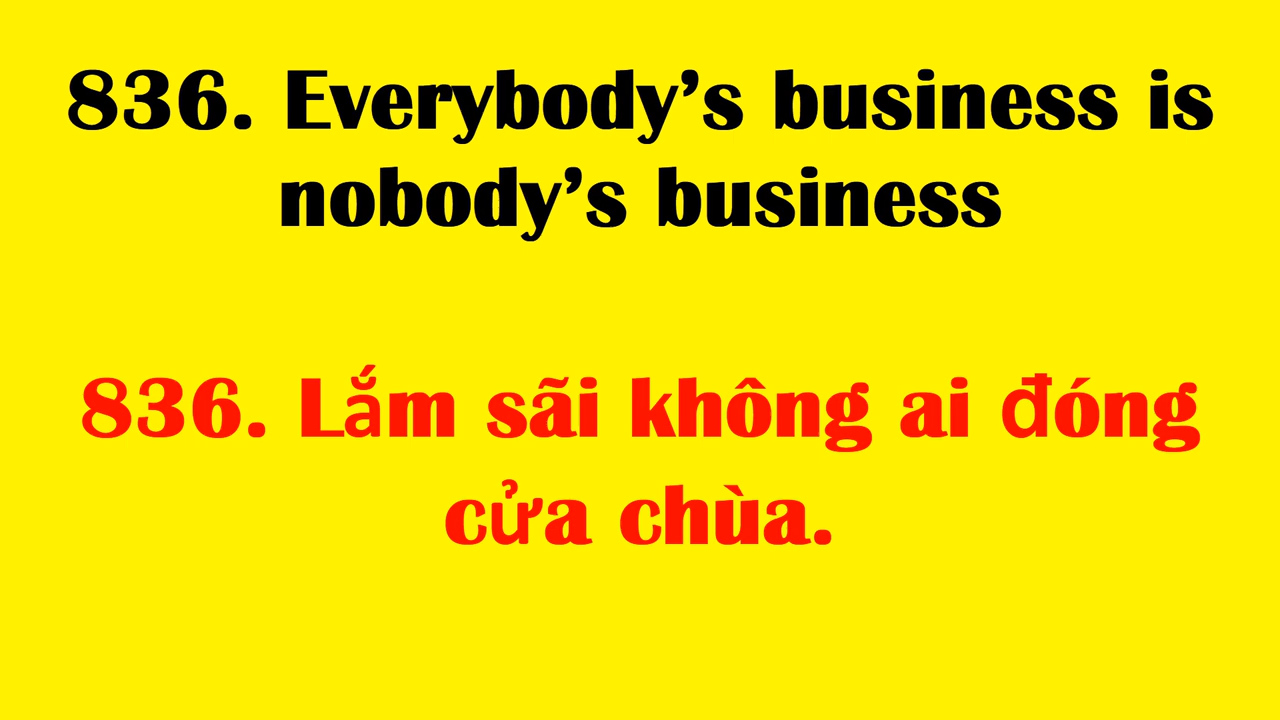 836. Everybody’s business is
nobody’s business
836. Lắm sãi không ai đóng
cửa chùa.